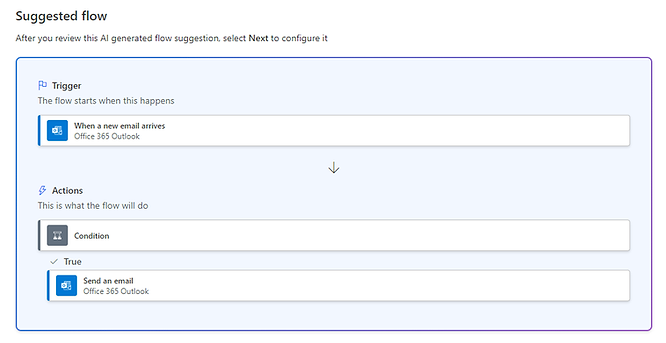 Suggested flow
After you review this AI generated flow suggestion, select Next to configure it
Trigger
The flow starts when this happens
When a new email arrives
Office 365 Outlook
Actions
This is what the flow will do
Condition
True
Send an email
Office 365 Outlook